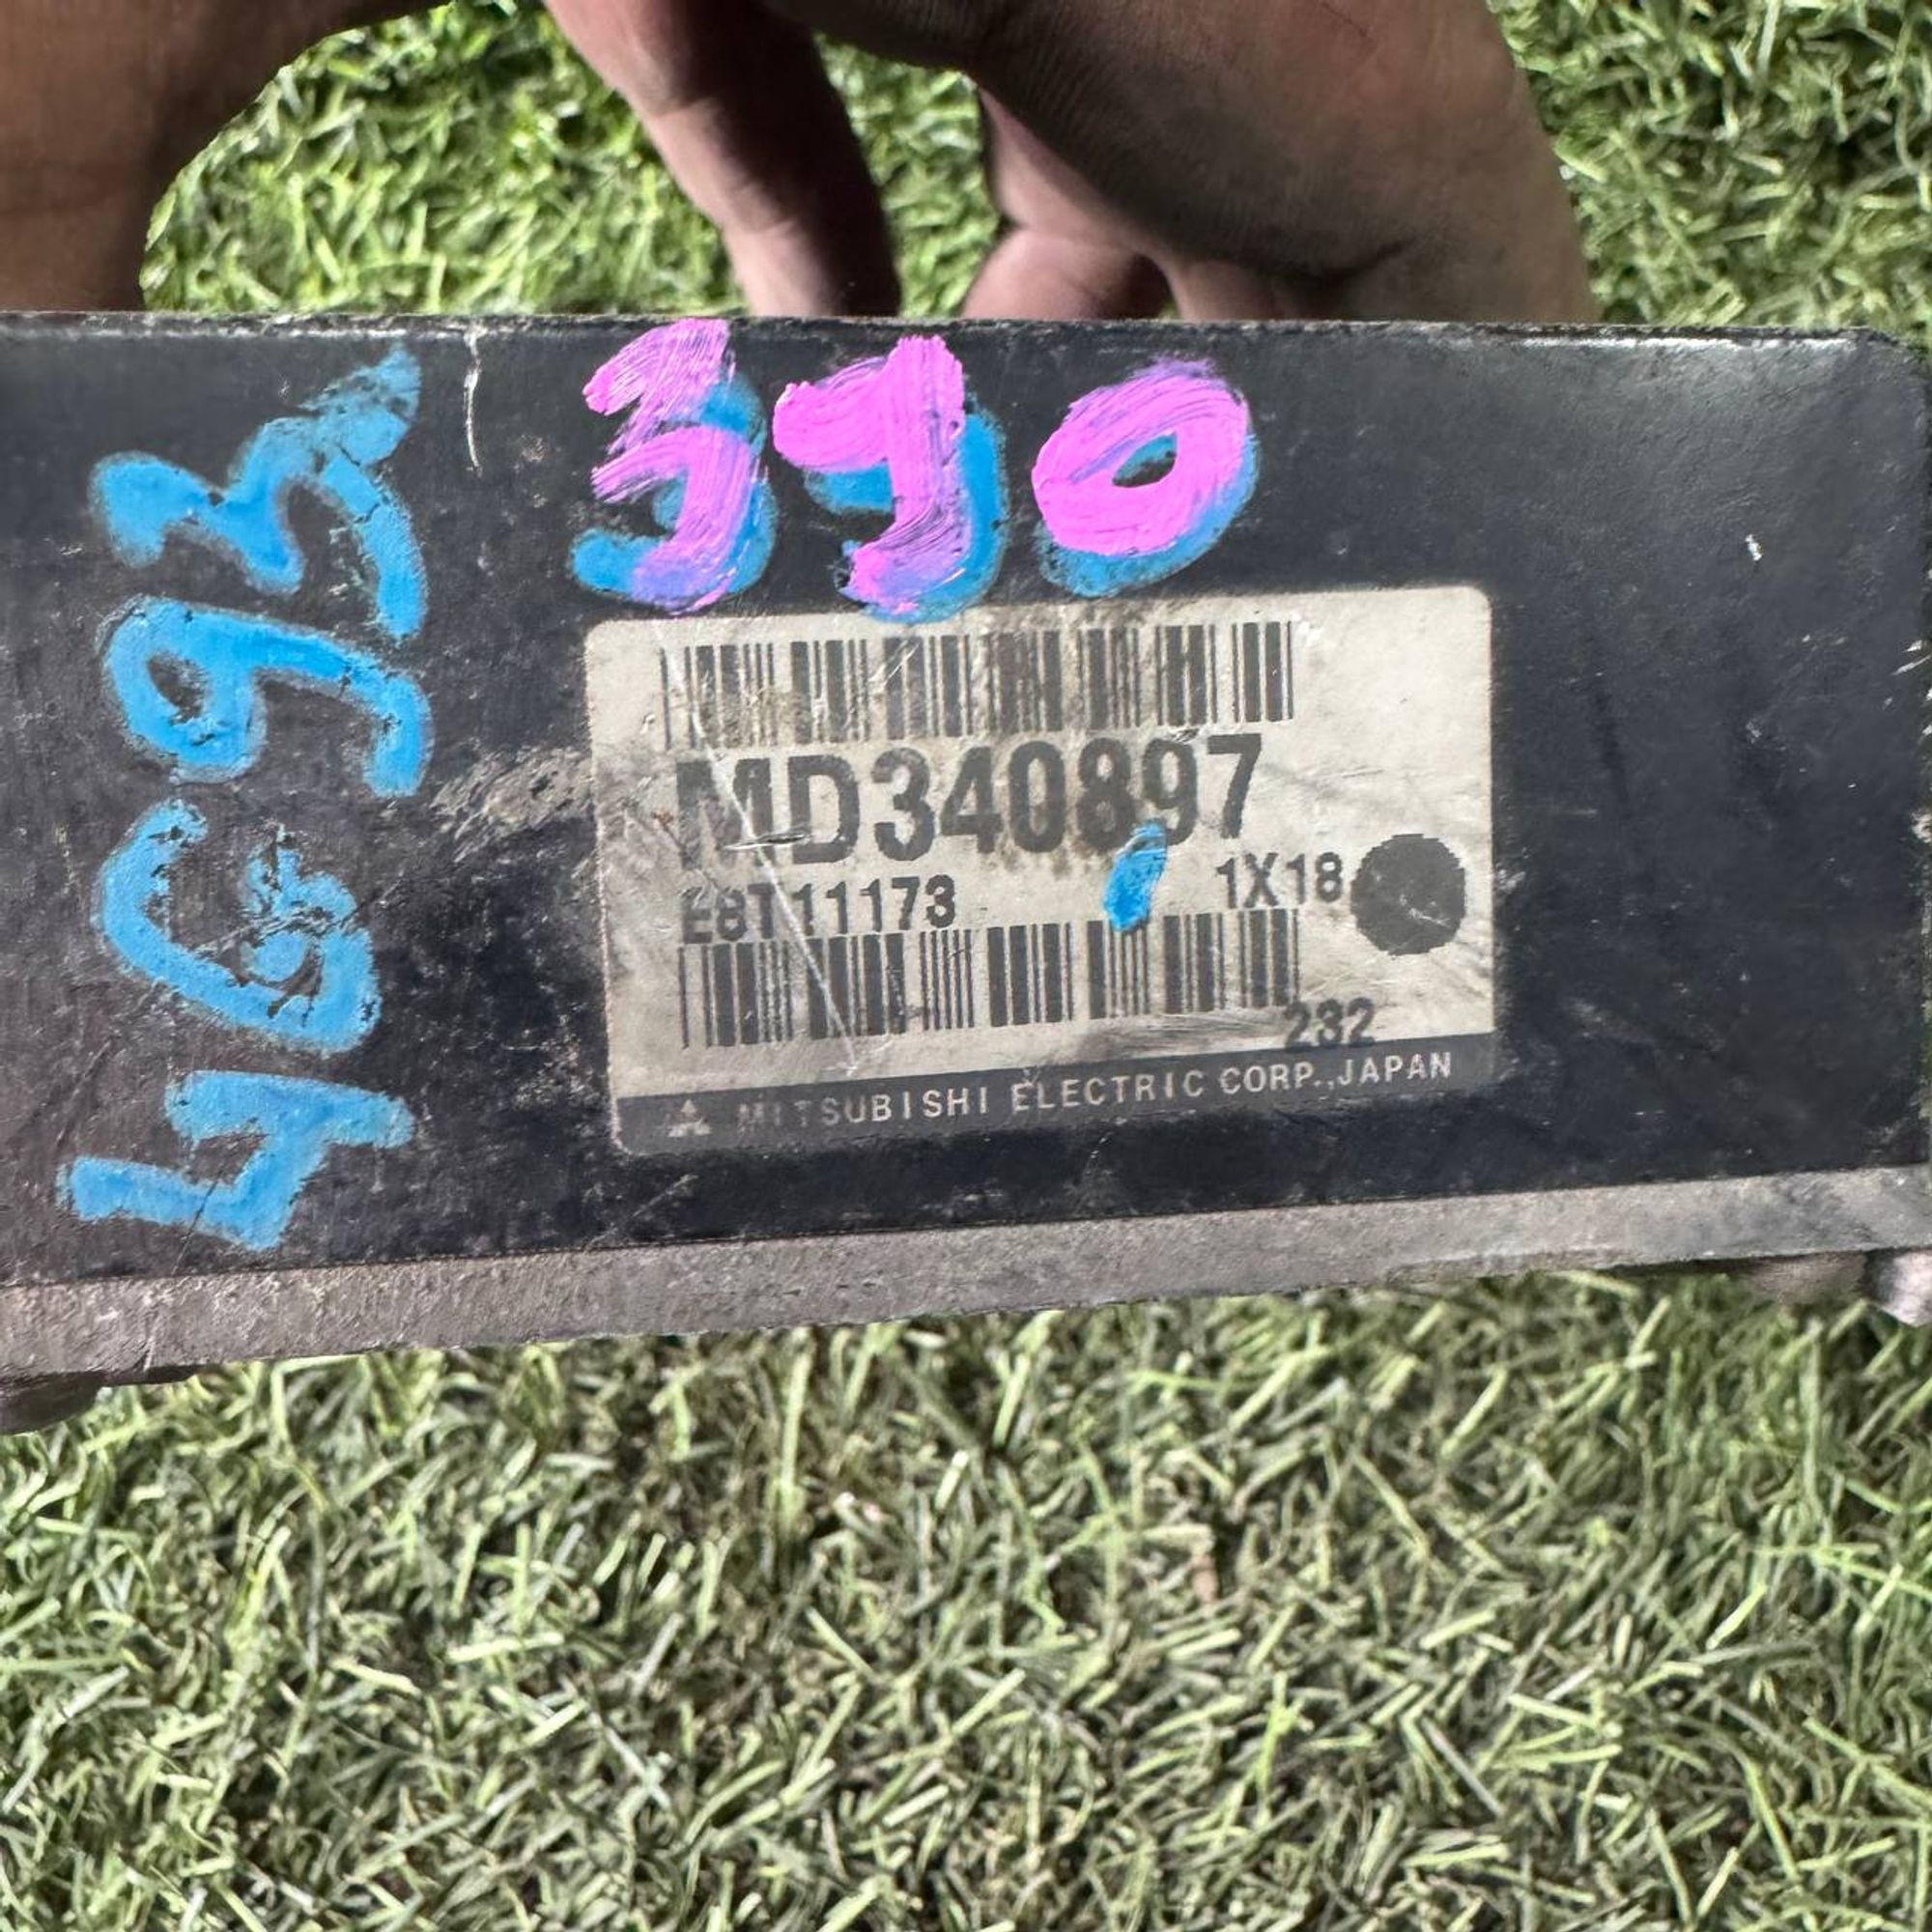 4G93
390
MD340897
E8T11173 1X18
232
MITSUBISHI ELECTRIC CORP.,JAPAN